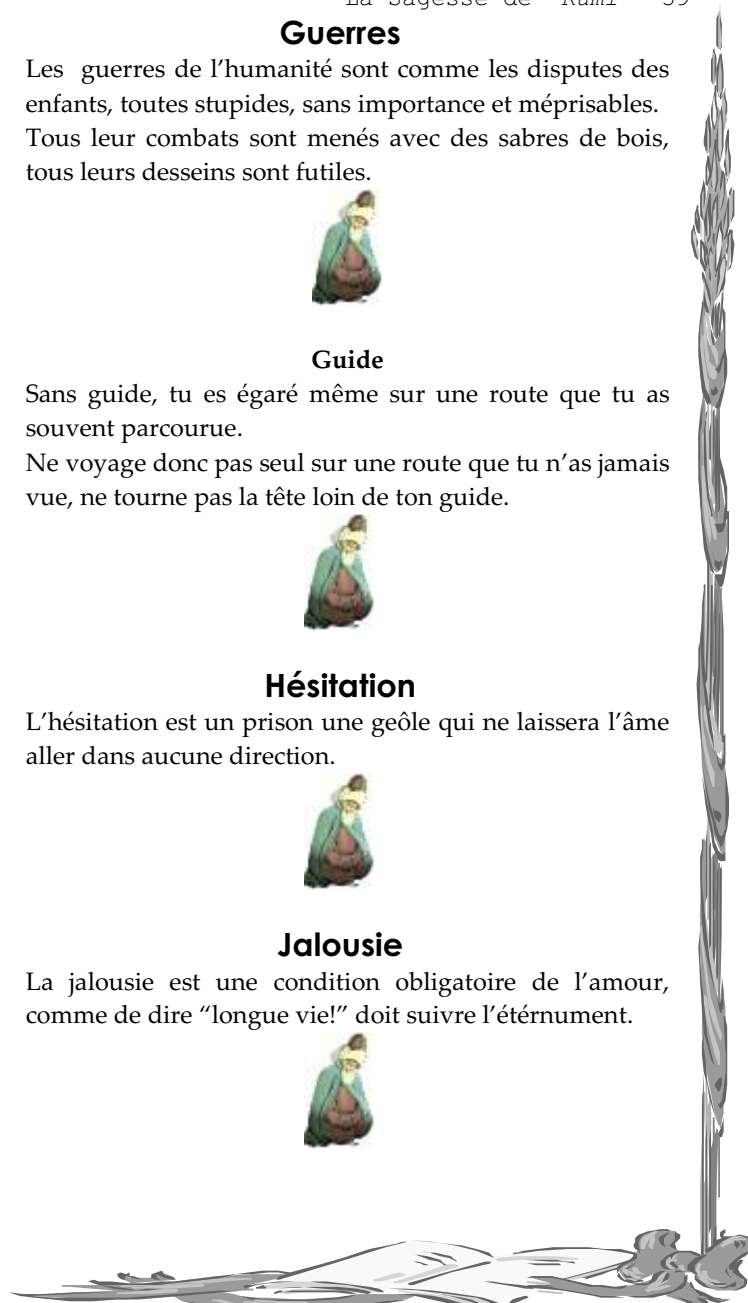 La Sagesse de Rumi 39
Guerres
Les guerres de l’humanité sont comme les disputes des
enfants, toutes stupides, sans importance et méprisables.
Tous leur combats sont menés avec des sabres de bois,
tous leurs desseins sont futiles.
Guide
Sans guide, tu es égaré même sur une route que tu as
souvent parcourue.
Ne voyage donc pas seul sur une route que tu n’as jamais
vue, ne tourne pas la tête loin de ton guide.
Hésitation
L’hésitation est un prison une geôle qui ne laissera l’âme
aller dans aucune direction.
Jalousie
La jalousie est une condition obligatoire de l’amour,
comme de dire “longue vie!” doit suivre l’étérnument.